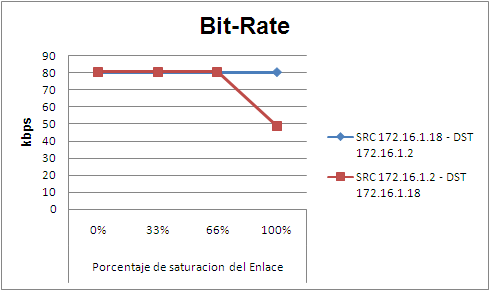 Bit-Rate
kbps
90
80
70
60
50
40
30
20
10
0
0% 33% 66% 100%
Porcentaje de saturacion del Enlace
SRC 172.16.1.18 - DST
172.16.1.2
SRC 172.16.1.2 - DST
172.16.1.18